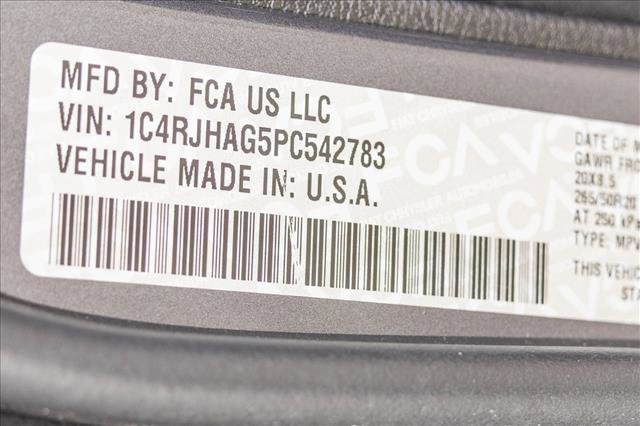 MFD BY: FCA US LLC
VIN: 1C4RJHAG5PC542783
VEHICLE MADE IN: U.S.A.
DATE OF M
GAWR FRO
20X8.5
265/50R20
AT 250 KPa
TYPE: MPV
THIS VEHIC
STA